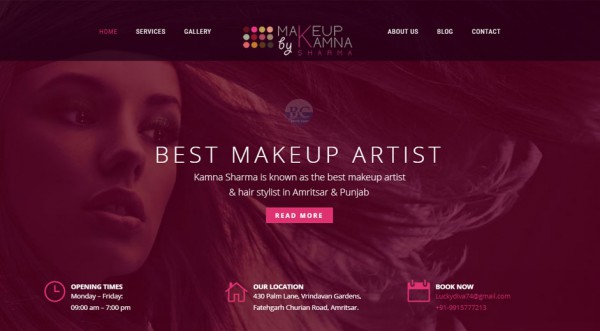 HOME SERVICES GALLERY
MAKEUP
by KAMNA
SHARMA
ABOUT US BLOG CONTACT
BEST MAKEUP ARTIST
Kamna Sharma is known as the best makeup artist
& hair stylist in Amritsar & Punjab
READ MORE
OPENING TIMES
Monday – Friday:
09:00 am – 7:00 pm
OUR LOCATION
430 Palm Lane, Vrindavan Gardens,
Fatehgarh Churian Road, Amritsar.
BOOK NOW
Luckydiva74@gmail.com
+91-9915777213